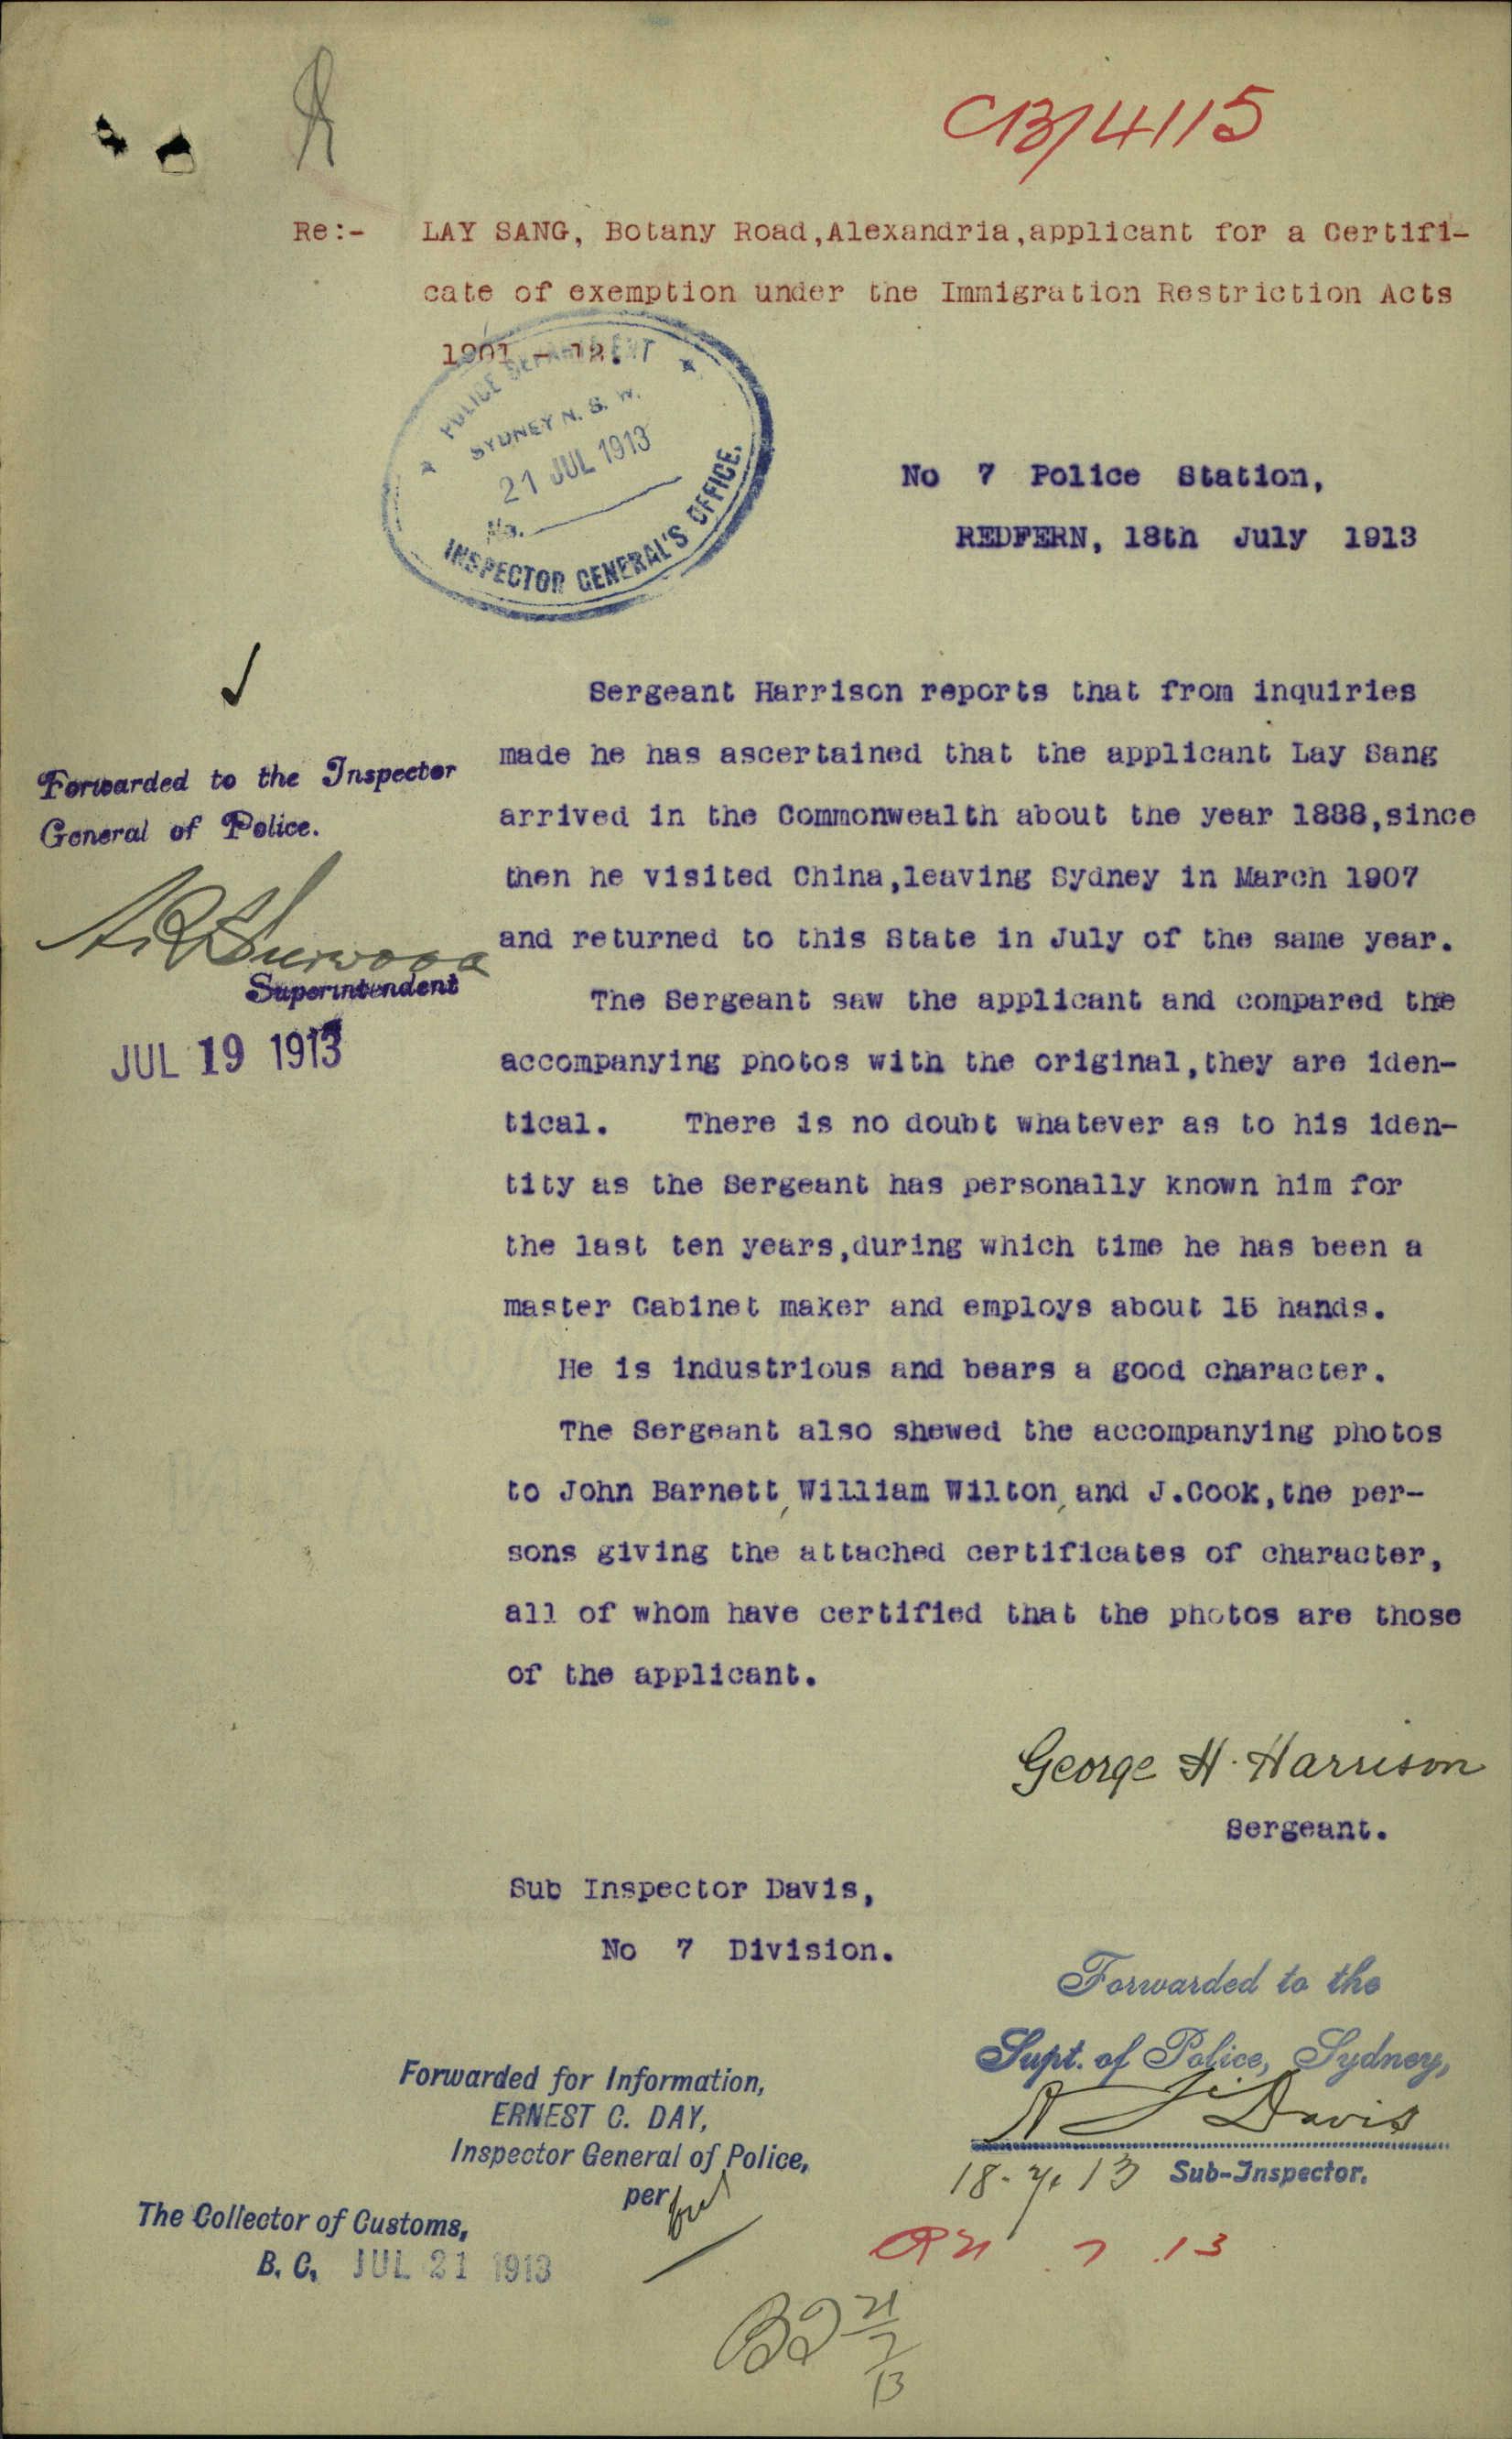 C13/4115
Re:- LAY SANG, Botany Road,Alexandria,applicant for a Certifi-
cate of exemption under the Immigration Restriction Acts
1901 - 12.
POLICE DEPARTMENT
SYDNEY N. S. W.
21 JUL 1913
No.
INSPECTOR GENERAL'S OFFICE.
No 7 Police Station,
REDFERN, 18th July 1913
Forwarded to the Inspector
General of Police.
Superintendent
JUL 19 1913
Sergeant Harrison reports that from inquiries
made he has ascertained that the applicant Lay Sang
arrived in the Commonwealth about the year 1888,since
then he visited China,leaving Sydney in March 1907
and returned to this State in July of the same year.
The Sergeant saw the applicant and compared the
accompanying photos with the original,they are iden-
tical. There is no doubt whatever as to his iden-
tity as the Sergeant has personally known him for
the last ten years,during which time he has been a
master Cabinet maker and employs about 15 hands.
He is industrious and bears a good character.
The Sergeant also shewed the accompanying photos
to John Barnett, William Wilton, and J.Cook,the per-
sons giving the attached certificates of character,
all of whom have certified that the photos are those
of the applicant.
George H. Harrison
Sergeant.
Sub Inspector Davis,
No 7 Division.
Forwarded to the
Supt. of Police, Sydney,
Davis
18.7.13 Sub-Inspector.
Forwarded for Information,
ERNEST C. DAY,
Inspector General of Police,
per
The Collector of Customs,
B. C. JUL 21 1913
21 7 13
21
7
13